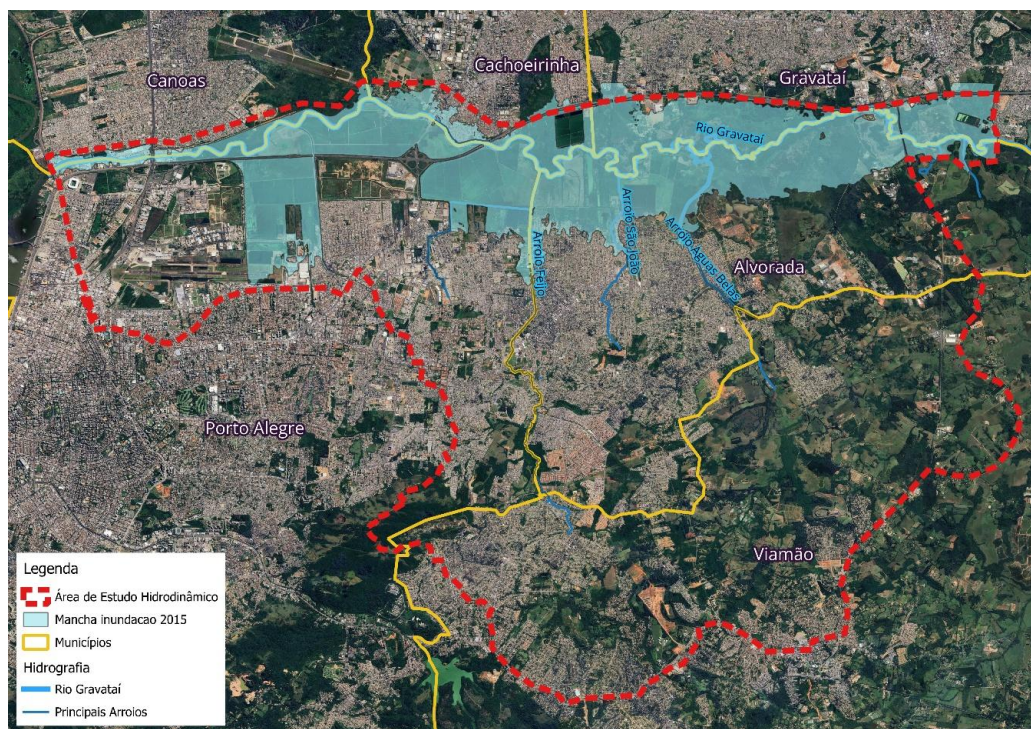 Canoas
Cachoeirinha
Gravataí
Rio Gravataí
Arroio Feijó
Arroio São João
Arroio Águas Belas
Alvorada
Porto Alegre
Viamão
Legenda
Área de Estudo Hidrodinâmico
Mancha inundacao 2015
Municípios
Hidrografia
Rio Gravataí
Principais Arroios